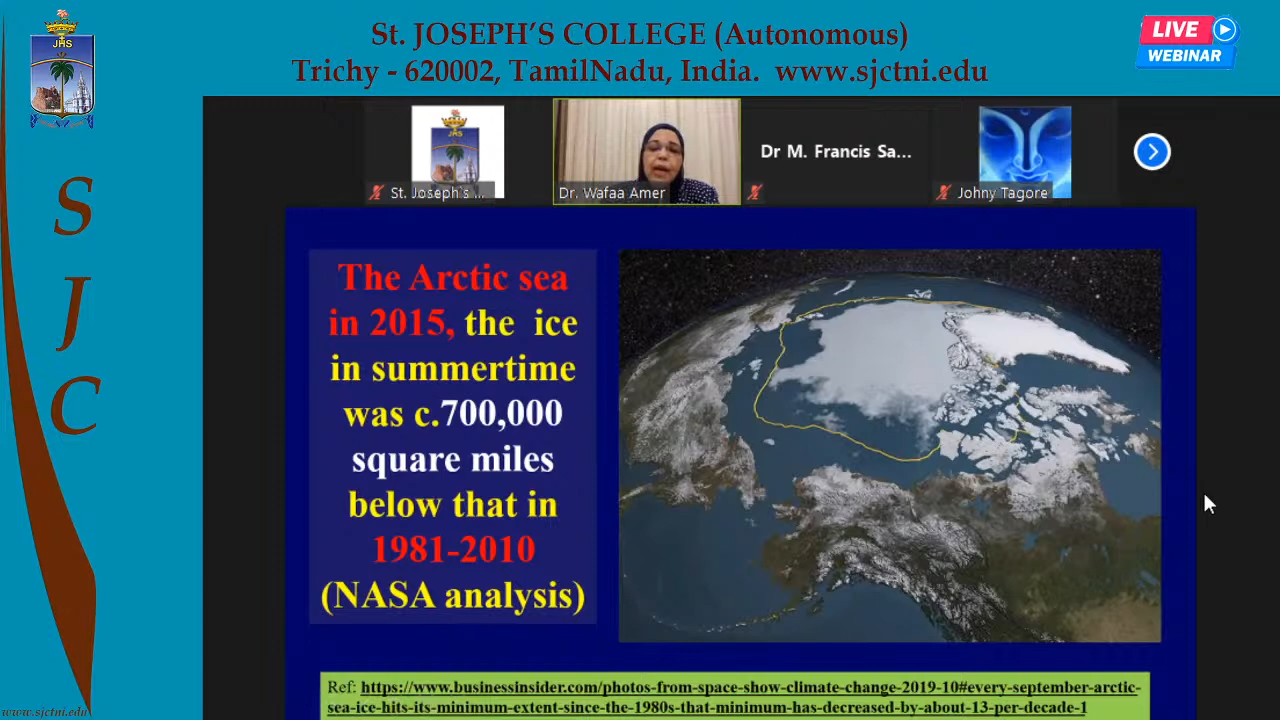 St. JOSEPH'S COLLEGE (Autonomous)
Trichy - 620002, TamilNadu, India. www.sjctni.edu
LIVE
WEBINAR
JHS
S
J
C
www.sjctni.edu
JHS
St. Joseph's ...
Dr. Wafaa Amer
Dr M. Francis Sa...
Johny Tagore
The Arctic sea
in 2015, the ice
in summertime
was c.700,000
square miles
below that in
1981-2010
(NASA analysis)
Ref: https://www.businessinsider.com/photos-from-space-show-climate-change-2019-10#every-september-arctic-
sea-ice-hits-its-minimum-extent-since-the-1980s-that-minimum-has-decreased-by-about-13-per-decade-1